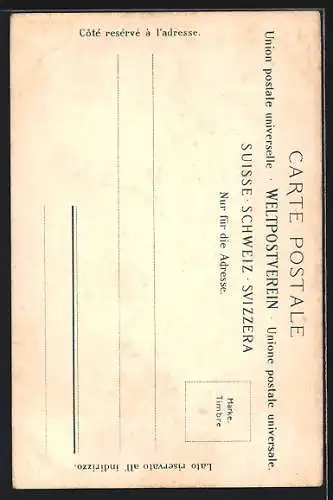 CARTE POSTALE
Union postale universelle · WELTPOSTVEREIN · Unione postale universale.
SUISSE · SCHWEIZ · SVIZZERA
Nur für die Adresse.
Marke.
Timbre
Côté resérvé à l'adresse.
Lato riservato all' indirizzo.